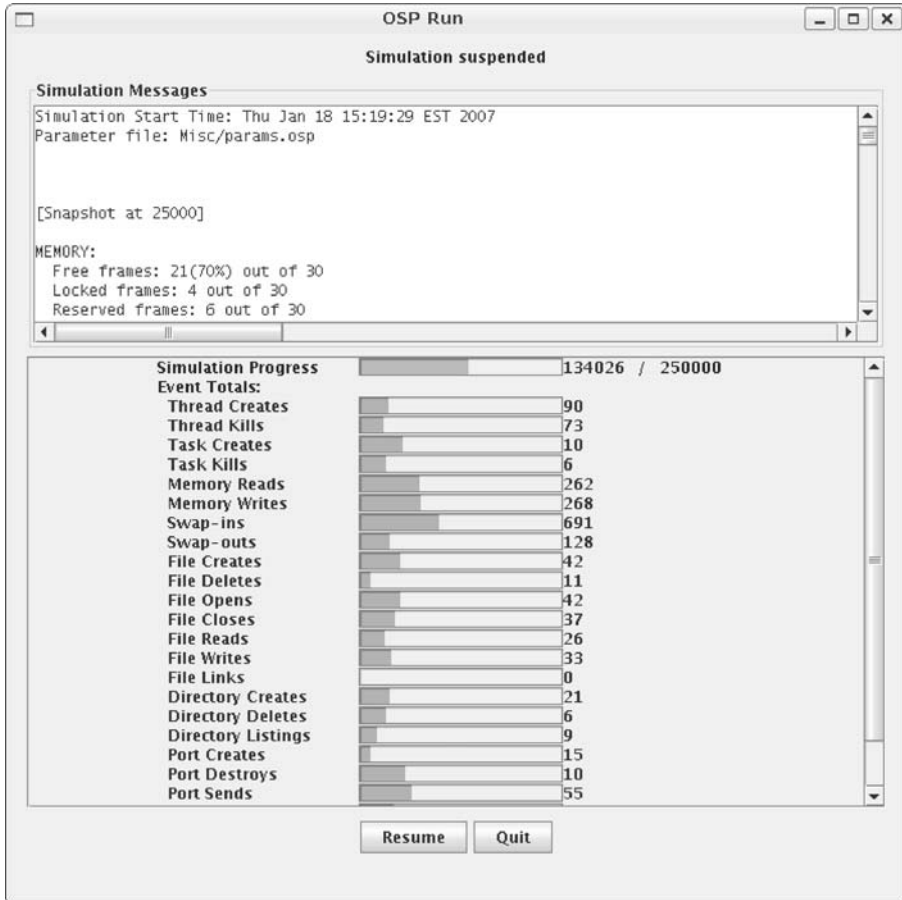 OSP Run
Simulation suspended
Simulation Messages
Simulation Start Time: Thu Jan 18 15:19:29 EST 2007
Parameter file: Misc/params.osp
[Snapshot at 25000]
MEMORY:
Free frames: 21(70%) out of 30
Locked frames: 4 out of 30
Reserved frames: 6 out of 30
Simulation Progress 134026 / 250000
Event Totals:
Thread Creates 90
Thread Kills 73
Task Creates 10
Task Kills 6
Memory Reads 262
Memory Writes 268
Swap-ins 691
Swap-outs 128
File Creates 42
File Deletes 11
File Opens 42
File Closes 37
File Reads 26
File Writes 33
File Links 0
Directory Creates 21
Directory Deletes 6
Directory Listings 9
Port Creates 15
Port Destroys 10
Port Sends 55
Resume Quit